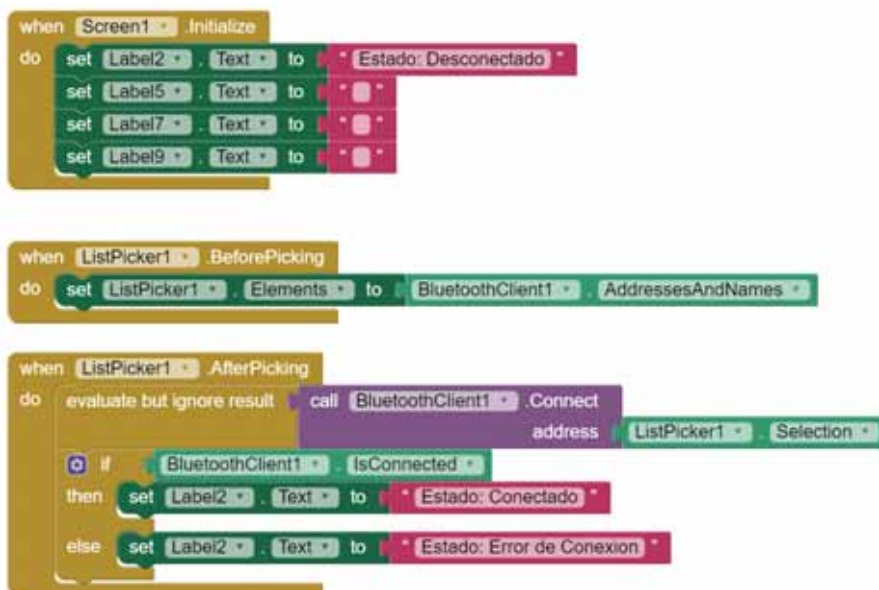 when Screen1 .Initialize
do set Label2 . Text to " Estado: Desconectado "
set Label5 . Text to " "
set Label7 . Text to " "
set Label9 . Text to " "
when ListPicker1 .BeforePicking
do set ListPicker1 . Elements to BluetoothClient1 . AddressesAndNames
when ListPicker1 .AfterPicking
do evaluate but ignore result call BluetoothClient1 .Connect
address ListPicker1 . Selection
if BluetoothClient1 . IsConnected
then set Label2 . Text to " Estado: Conectado "
else set Label2 . Text to " Estado: Error de Conexion "